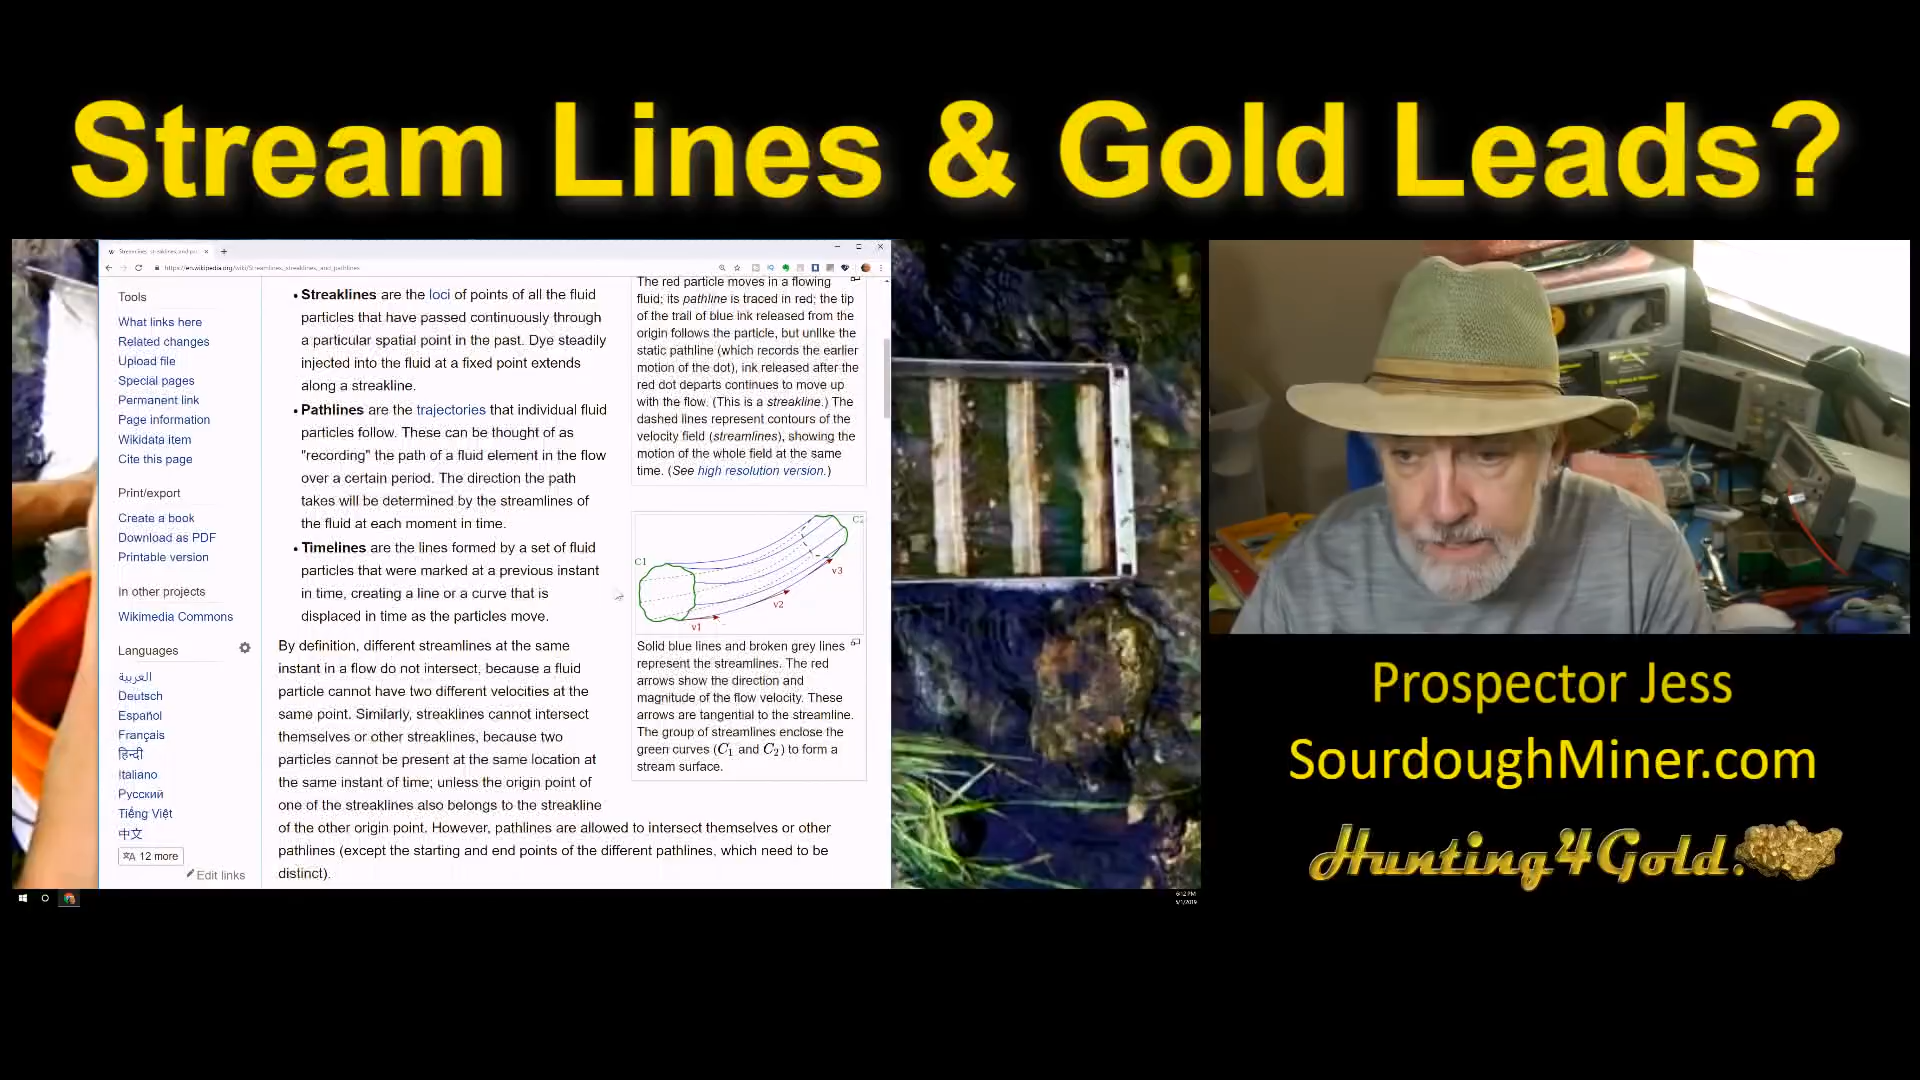 Stream Lines & Gold Leads?
https://en.wikipedia.org/wiki/Streamlines,_streaklines,_and_pathlines
Tools
What links here
Related changes
Upload file
Special pages
Permanent link
Page information
Wikidata item
Cite this page
Print/export
Create a book
Download as PDF
Printable version
In other projects
Wikimedia Commons
Languages
العربية
Deutsch
Español
Français
हिन्दी
Italiano
Русский
Tiếng Việt
中文
12 more
Edit links
• Streaklines are the loci of points of all the fluid
particles that have passed continuously through
a particular spatial point in the past. Dye steadily
injected into the fluid at a fixed point extends
along a streakline.
• Pathlines are the trajectories that individual fluid
particles follow. These can be thought of as
"recording" the path of a fluid element in the flow
over a certain period. The direction the path
takes will be determined by the streamlines of
the fluid at each moment in time.
• Timelines are the lines formed by a set of fluid
particles that were marked at a previous instant
in time, creating a line or a curve that is
displaced in time as the particles move.
By definition, different streamlines at the same
instant in a flow do not intersect, because a fluid
particle cannot have two different velocities at the
same point. Similarly, streaklines cannot intersect
themselves or other streaklines, because two
particles cannot be present at the same location at
the same instant of time; unless the origin point of
one of the streaklines also belongs to the streakline
of the other origin point. However, pathlines are allowed to intersect themselves or other
pathlines (except the starting and end points of the different pathlines, which need to be
distinct).
The red particle moves in a flowing
fluid; its pathline is traced in red; the tip
of the trail of blue ink released from the
origin follows the particle, but unlike the
static pathline (which records the earlier
motion of the dot), ink released after the
red dot departs continues to move up
with the flow. (This is a streakline.) The
dashed lines represent contours of the
velocity field (streamlines), showing the
motion of the whole field at the same
time. (See high resolution version.)
C1
C2
v1
v2
v3
Solid blue lines and broken grey lines
represent the streamlines. The red
arrows show the direction and
magnitude of the flow velocity. These
arrows are tangential to the streamline.
The group of streamlines enclose the
green curves (C1 and C2) to form a
stream surface.
6:12 PM
5/1/2019
Prospector Jess
SourdoughMiner.com
Hunting4Gold.